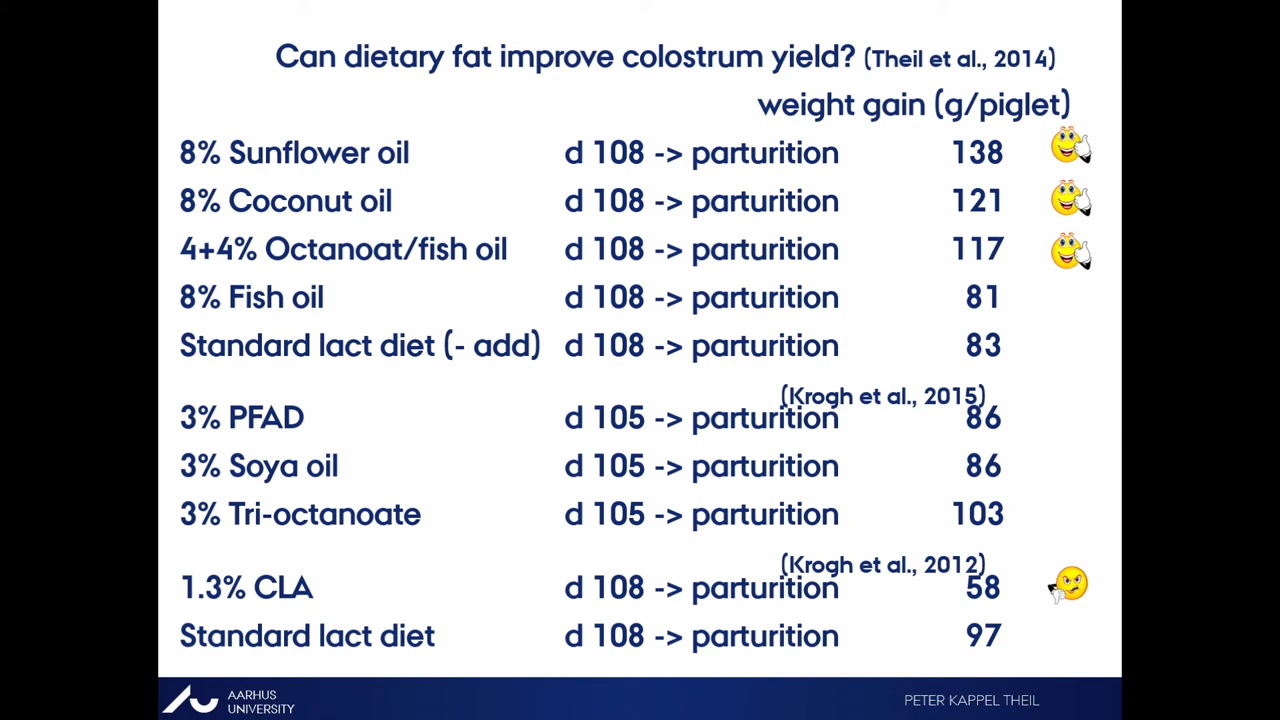 Can dietary fat improve colostrum yield? (Theil et al., 2014)
weight gain (g/piglet)
8% Sunflower oil d 108 -> parturition 138
8% Coconut oil d 108 -> parturition 121
4+4% Octanoat/fish oil d 108 -> parturition 117
8% Fish oil d 108 -> parturition 81
Standard lact diet (- add) d 108 -> parturition 83
(Krogh et al., 2015)
3% PFAD d 105 -> parturition 86
3% Soya oil d 105 -> parturition 86
3% Tri-octanoate d 105 -> parturition 103
(Krogh et al., 2012)
1.3% CLA d 108 -> parturition 58
Standard lact diet d 108 -> parturition 97
AARHUS
UNIVERSITY
PETER KAPPEL THEIL